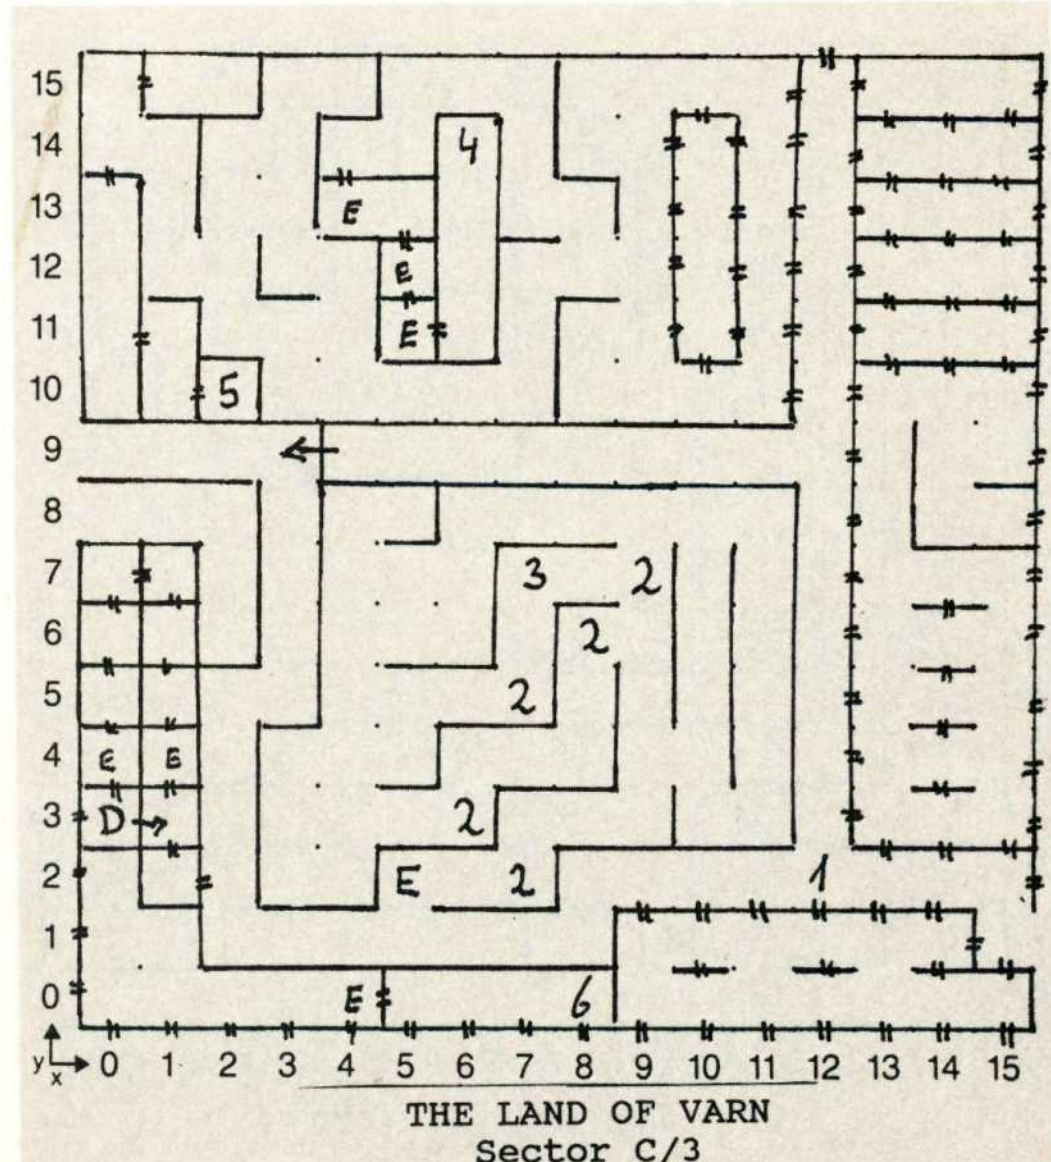 15
14 4
13 E
12 E
11 E
10 5
9
8
7 3 2
6 2
5 2
4 E E
3 D 2
2 E 2 1
1
0 E 6
y x 0 1 2 3 4 5 6 7 8 9 10 11 12 13 14 15
THE LAND OF VARN
Sector C/3